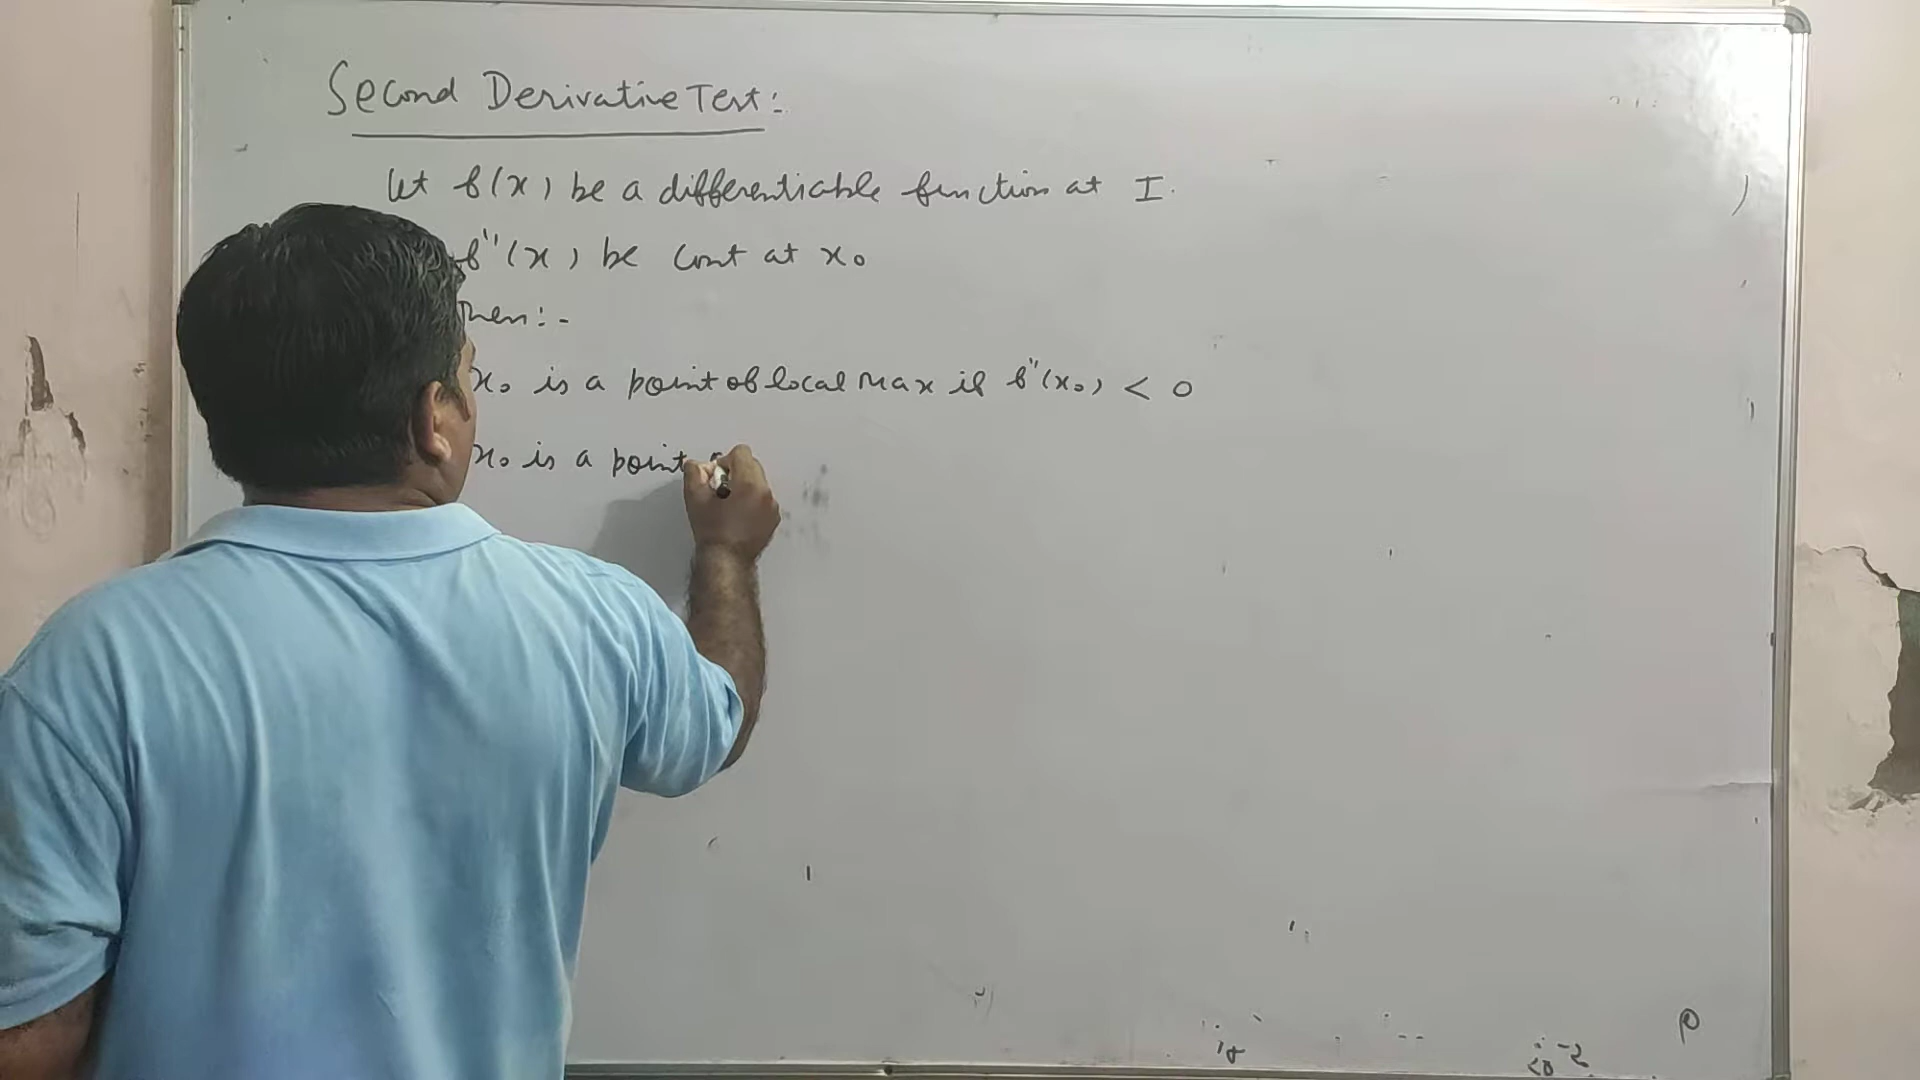 Second Derivative Test:
Let f(x) be a differentiable function at I.
f''(x) be cont at x₀
Then:-
x₀ is a point of local max if f''(x₀) < 0
x₀ is a point